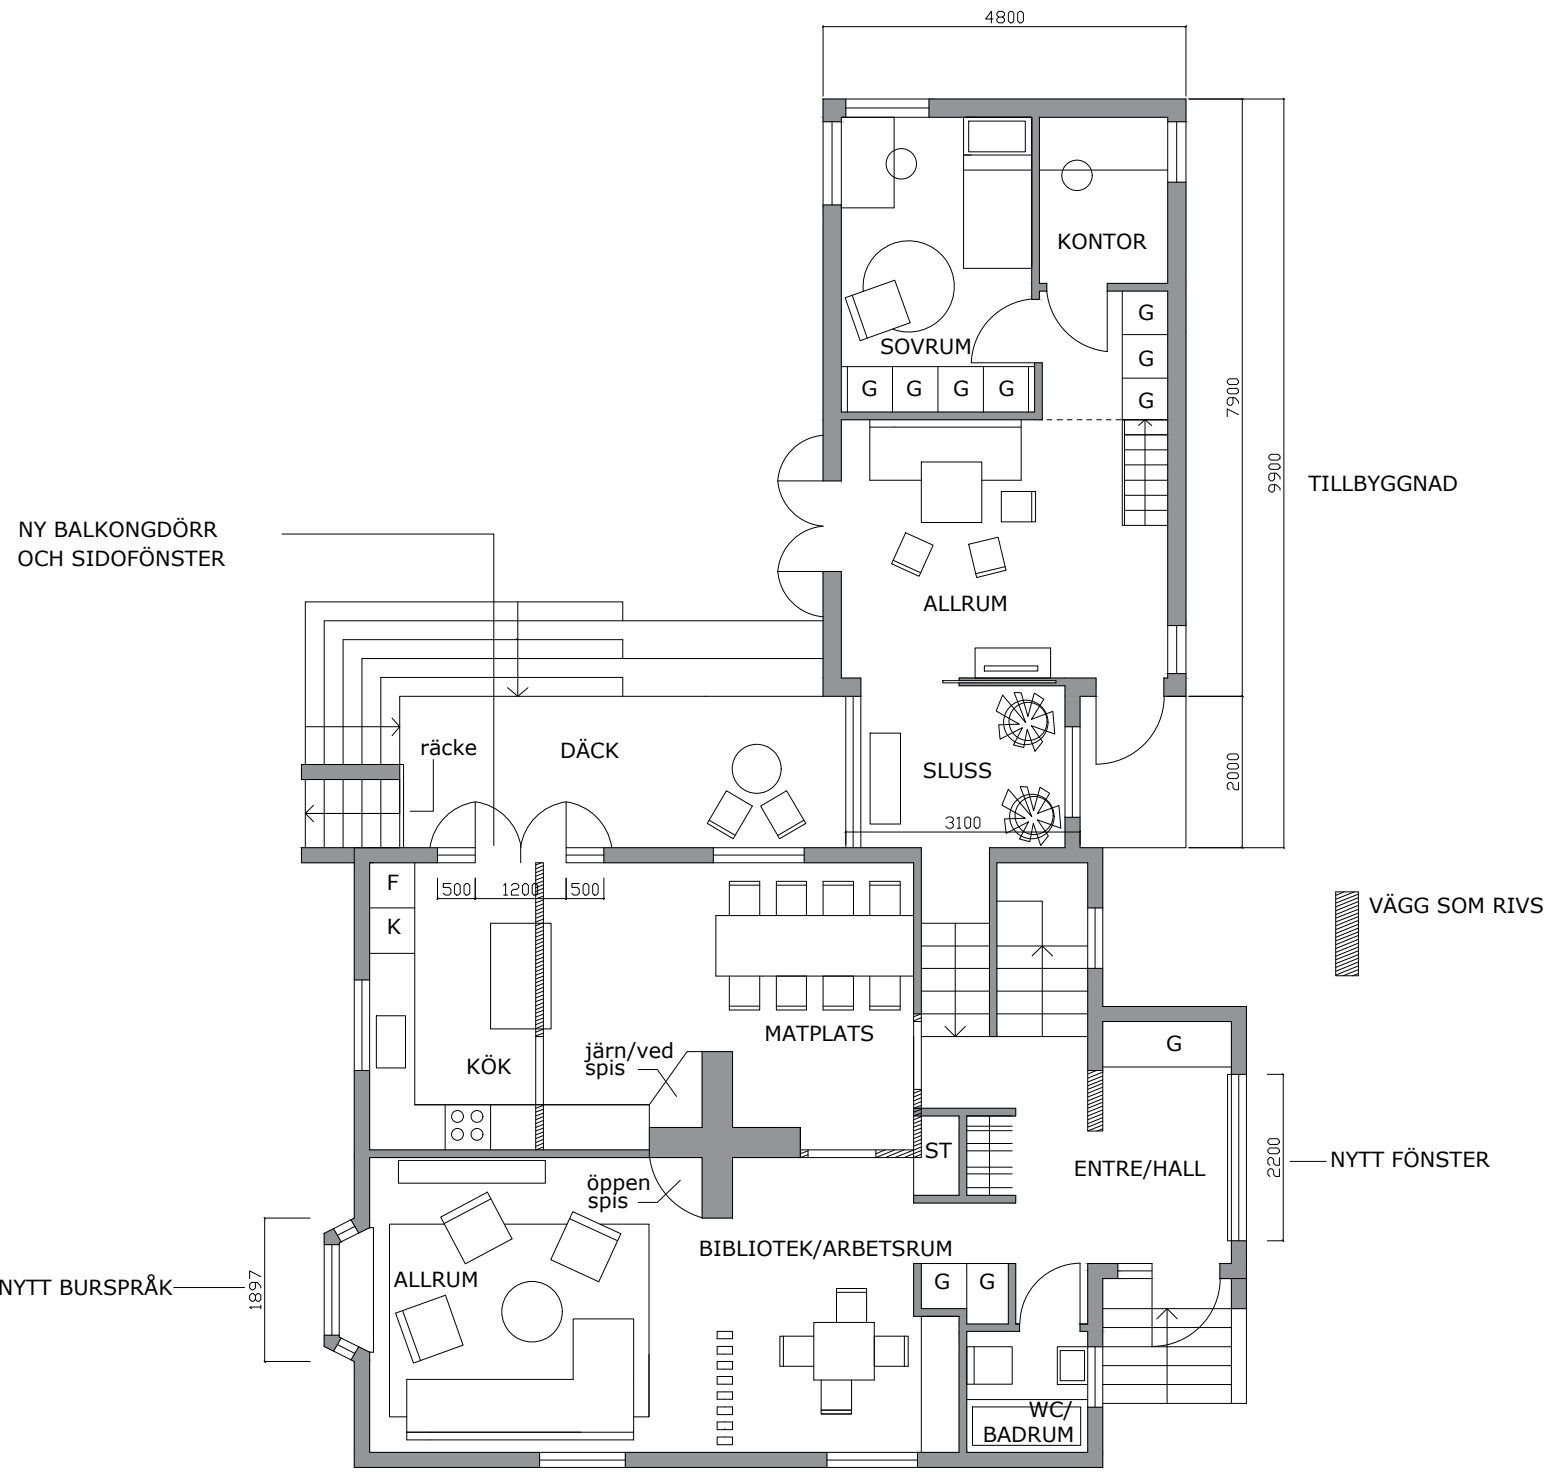 4800
KONTOR
G
SOVRUM
G
G G G G
G
7900
9900
TILLBYGGNAD
NY BALKONGDÖRR
OCH SIDOFÖNSTER
ALLRUM
räcke
DÄCK
SLUSS
2000
3100
F
500 1200 500
K
VÄGG SOM RIVS
MATPLATS
järn/ved
spis
KÖK
G
ST
ENTRE/HALL
2200
NYTT FÖNSTER
öppen
spis
BIBLIOTEK/ARBETSRUM
NYTT BURSPRÅK
1897
ALLRUM
G G
WC/
BADRUM